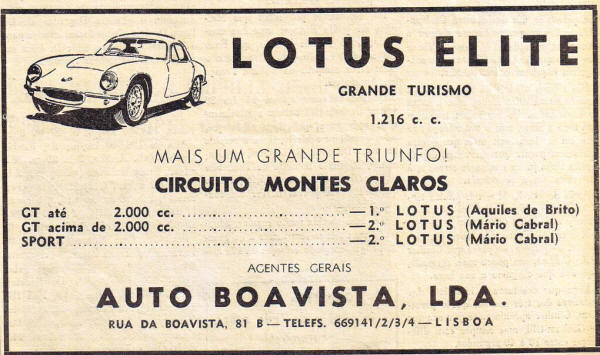 LOTUS ELITE
GRANDE TURISMO
1.216 c. c.
MAIS UM GRANDE TRIUNFO!
CIRCUITO MONTES CLAROS
GT até 2.000 cc. ........................ — 1.º LOTUS (Aquiles de Brito)
GT acima de 2.000 cc. ........................ — 2.º LOTUS (Mário Cabral)
SPORT ........................ — 2.º LOTUS (Mário Cabral)
AGENTES GERAIS
AUTO BOAVISTA, LDA.
RUA DA BOAVISTA, 81 B — TELEFS. 669141/2/3/4 — LISBOA